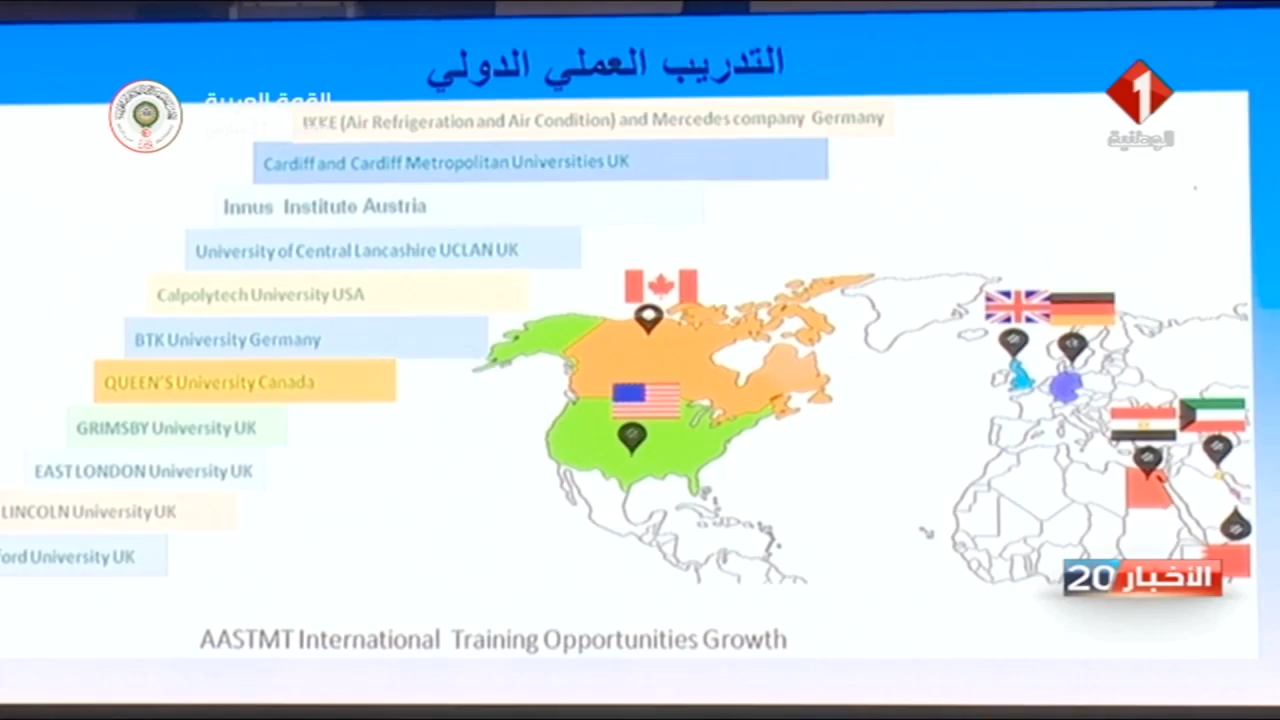 التدريب العملي الدولي
القمة العربية
الوطنية
IKKE (Air Refrigeration and Air Condition) and Mercedes company Germany
Cardiff and Cardiff Metropolitan Universities UK
Innus Institute Austria
University of Central Lancashire UCLAN UK
Calpolytech University USA
BTK University Germany
QUEEN'S University Canada
GRIMSBY University UK
EAST LONDON University UK
LINCOLN University UK
ford University UK
الأخبار 20
AASTMT International Training Opportunities Growth